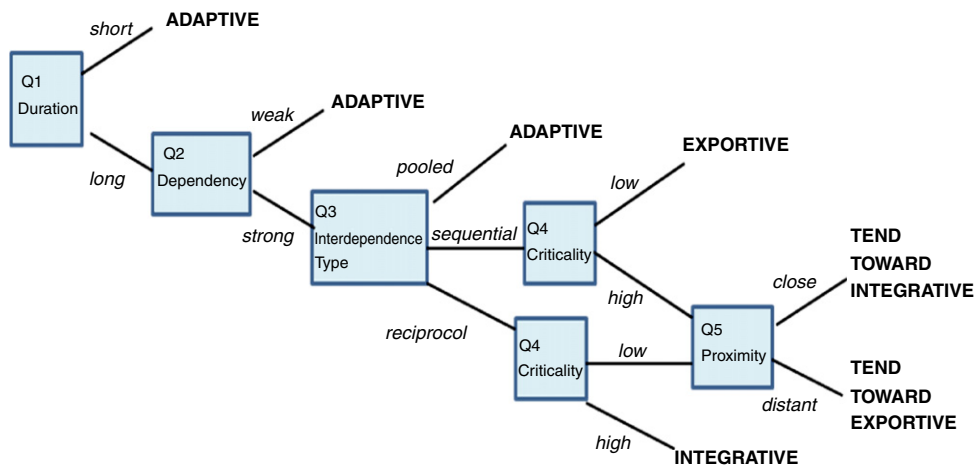 short
ADAPTIVE
Q1
Duration
long
weak
ADAPTIVE
Q2
Dependency
strong
pooled
ADAPTIVE
Q3
Interdependence
Type
sequential
reciprocol
low
EXPORTIVE
Q4
Criticality
high
Q4
Criticality
low
high
INTEGRATIVE
Q5
Proximity
close
TEND
TOWARD
INTEGRATIVE
distant
TEND
TOWARD
EXPORTIVE